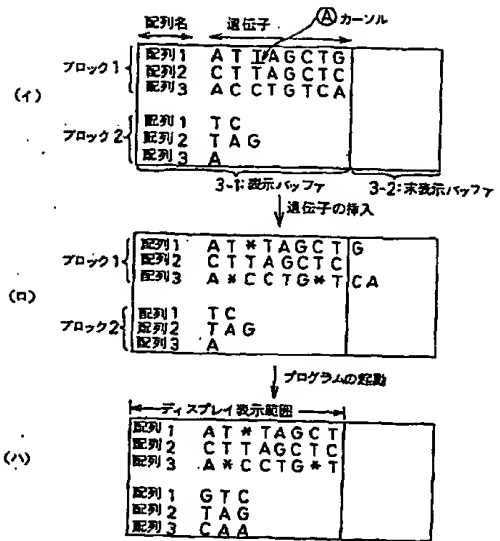 配列名 遺伝子 Ⓐカーソル
(イ)
ブロック1
配列1 A T T A G C T G
配列2 C T T A G C T C
配列3 A C C T G T C A
ブロック2
配列1 T C
配列2 T A G
配列3 A
3-1:表示バッファ 3-2:未表示バッファ
遺伝子の挿入
(ロ)
ブロック1
配列1 A T * T A G C T G
配列2 C T T A G C T C
配列3 A * C C T G * T C A
ブロック2
配列1 T C
配列2 T A G
配列3 A
プログラムの起動
ディスプレイ表示範囲
(ハ)
配列1 A T * T A G C T
配列2 C T T A G C T C
配列3 A * C C T G * T
配列1 G T C
配列2 T A G
配列3 C A A